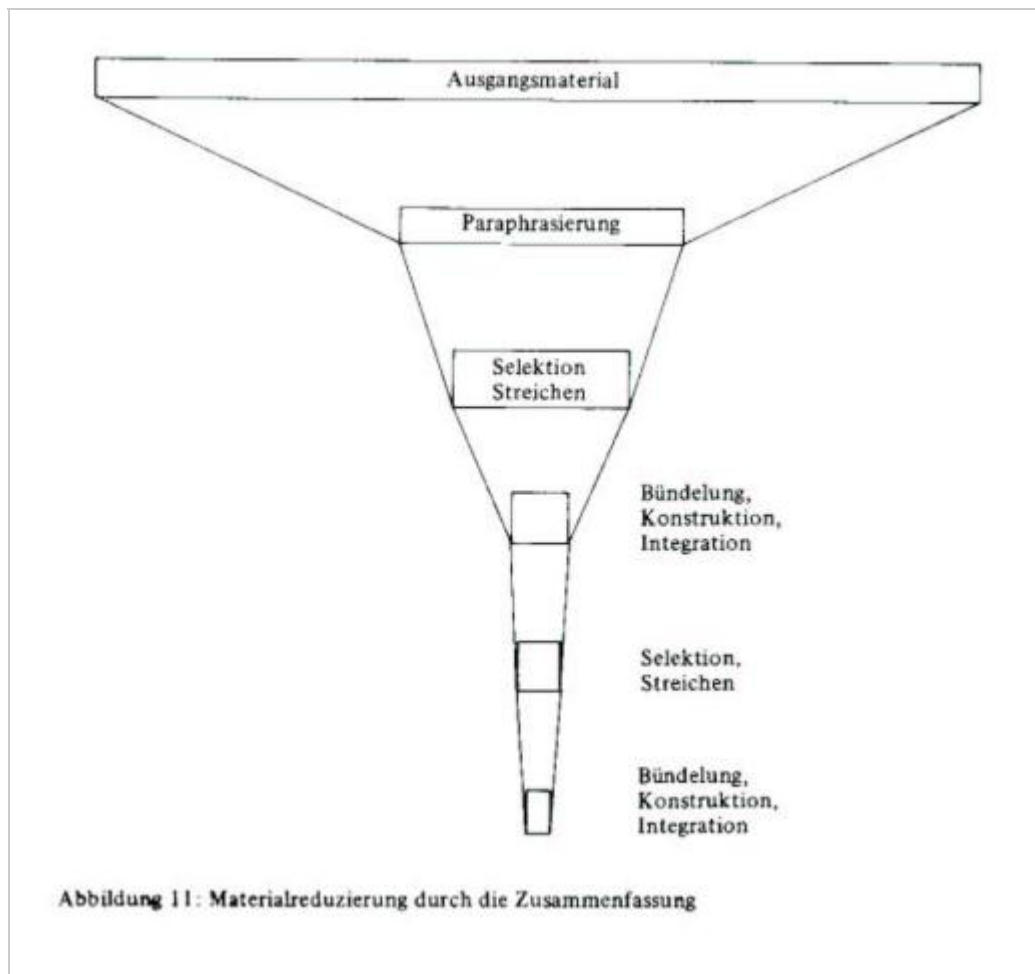 Ausgangsmaterial
Paraphrasierung
Selektion
Streichen
Bündelung,
Konstruktion,
Integration
Selektion,
Streichen
Bündelung,
Konstruktion,
Integration
Abbildung 11: Materialreduzierung durch die Zusammenfassung